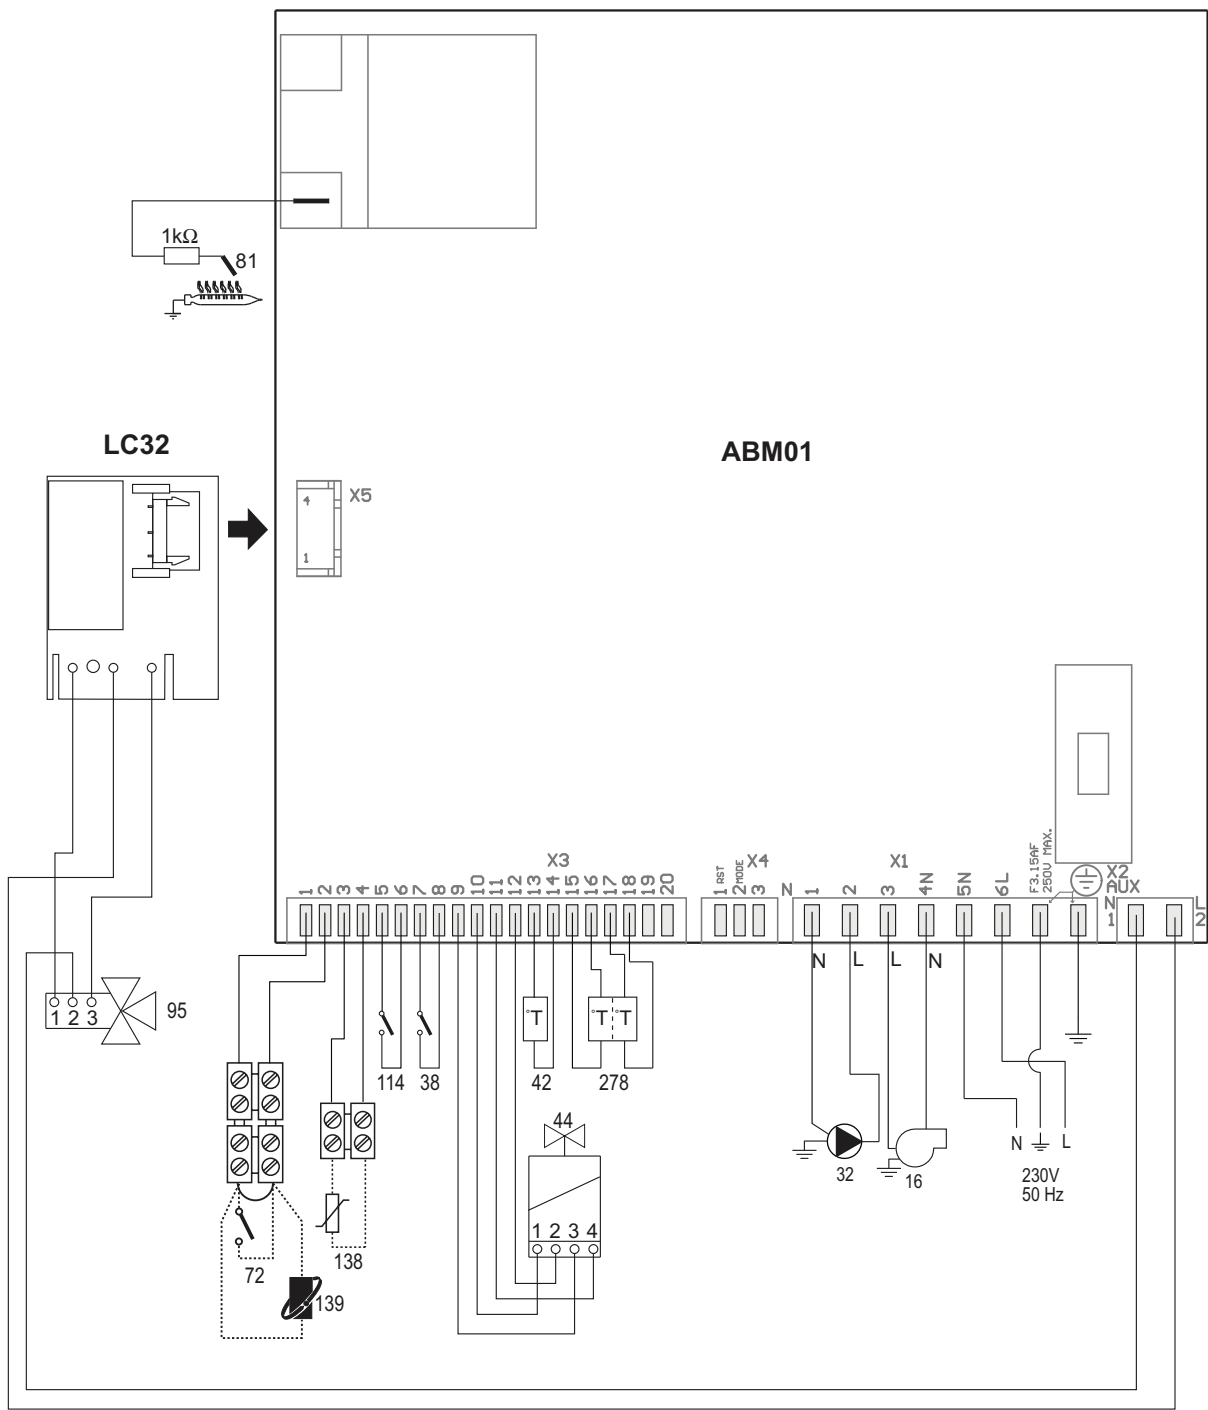 1kΩ
81
LC32
ABM01
4
X5
1
F3.15AF
250V MAX.
X3
X4
X1
X2
AUX
1 2 3 4 5 6 7 8 9 10 11 12 13 14 15 16 17 18 19 20
1 RST
2 MODE
3
N
1 2 3 4N 5N 6L
N
1
L
2
N L L N
1 2 3
95
°T
°T °T
114 38 42 278
44
N L
32
16
230V
50 Hz
1 2 3 4
72
138
139